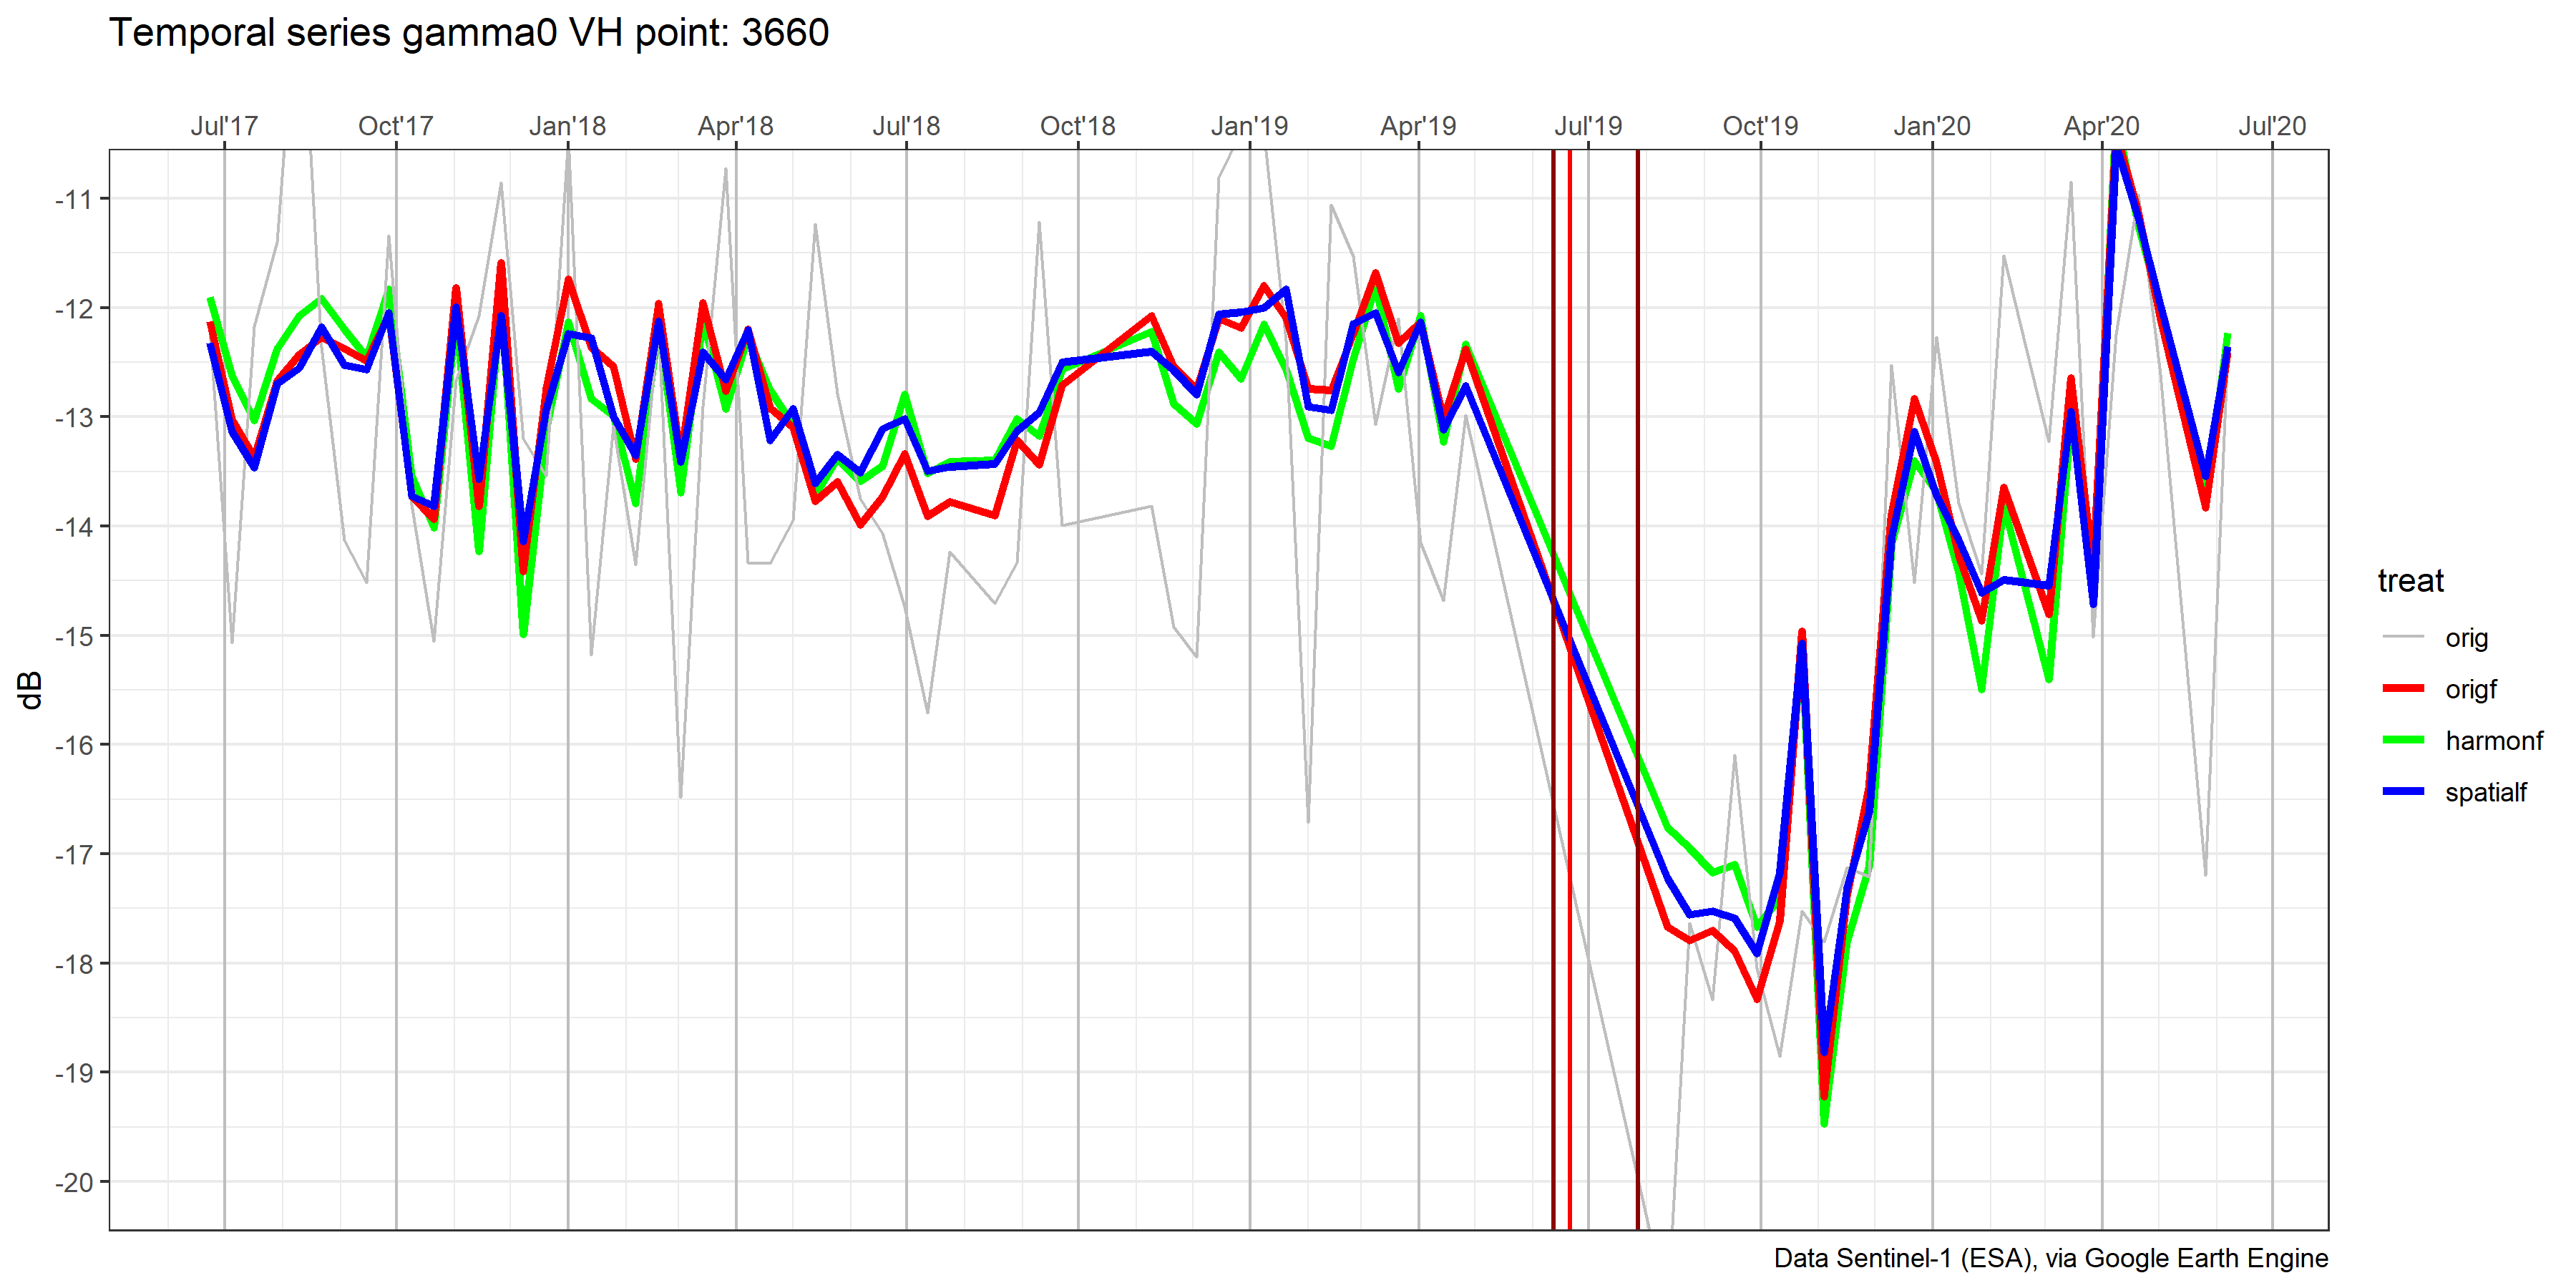 Temporal series gamma0 VH point: 3660
Jul'17 Oct'17 Jan'18 Apr'18 Jul'18 Oct'18 Jan'19 Apr'19 Jul'19 Oct'19 Jan'20 Apr'20 Jul'20
-11
-12
-13
-14
-15
-16
-17
-18
-19
-20
dB
treat
orig
origf
harmonf
spatialf
Data Sentinel-1 (ESA), via Google Earth Engine